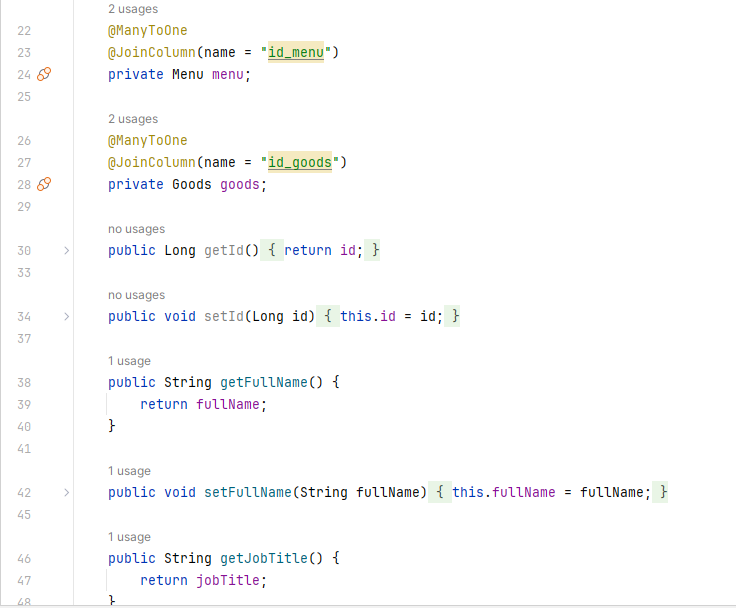 2 usages
22 @ManyToOne
23 @JoinColumn(name = "id_menu")
24 private Menu menu;
25
2 usages
26 @ManyToOne
27 @JoinColumn(name = "id_goods")
28 private Goods goods;
29
no usages
30 public Long getId() { return id; }
33
no usages
34 public void setId(Long id) { this.id = id; }
37
1 usage
38 public String getFullName() {
39 return fullName;
40 }
41
1 usage
42 public void setFullName(String fullName) { this.fullName = fullName; }
45
1 usage
46 public String getJobTitle() {
47 return jobTitle;
48 }